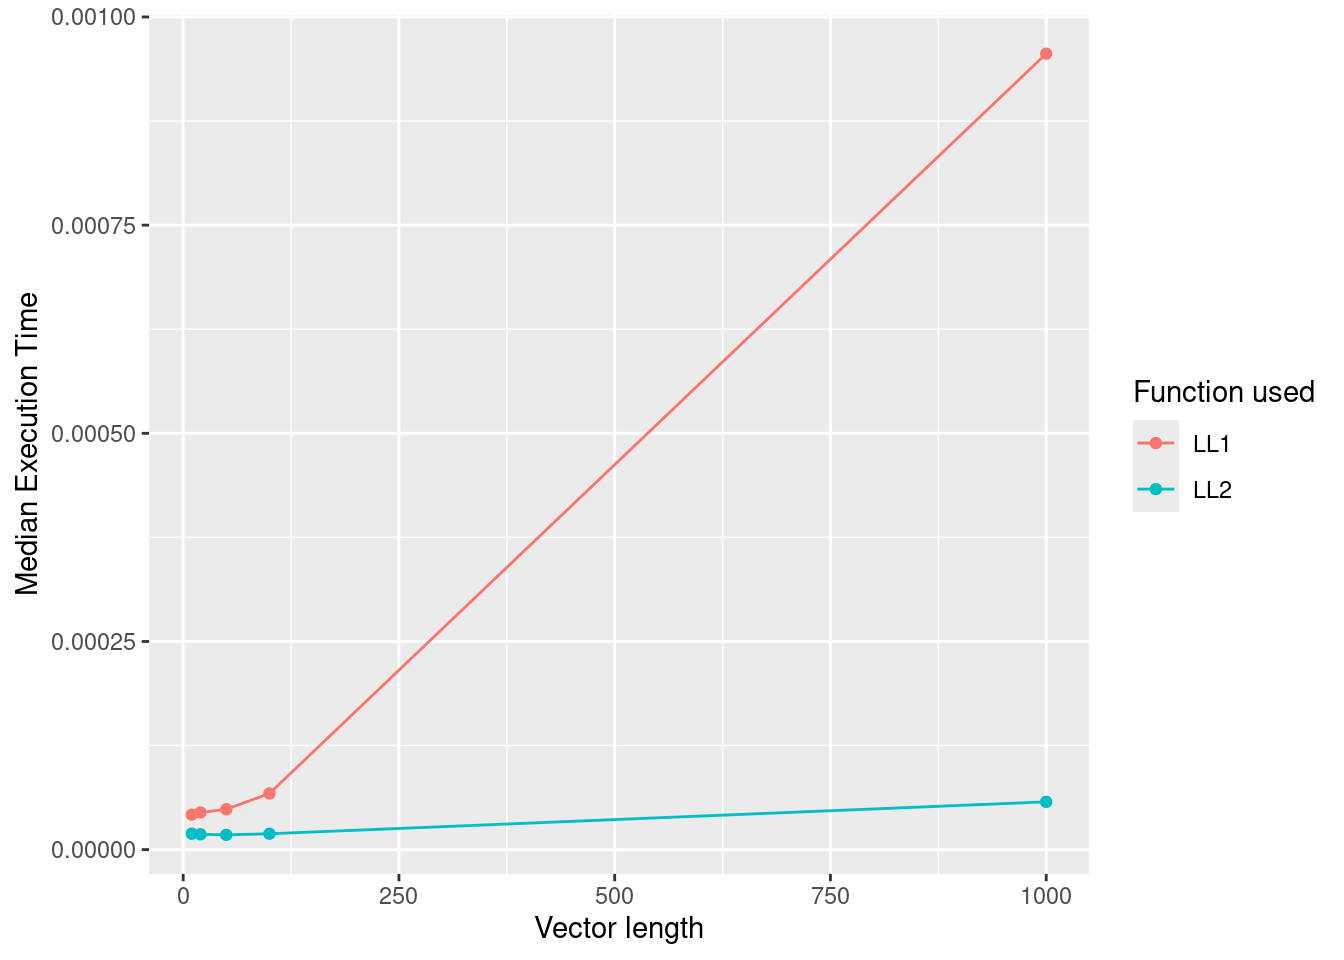 0.00100
0.00075
0.00050
0.00025
0.00000
Median Execution Time
0 250 500 750 1000
Vector length
Function used
LL1
LL2